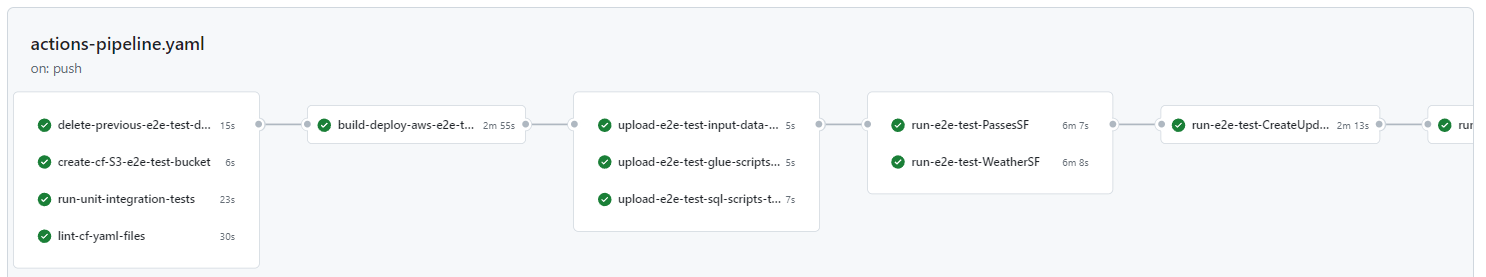 actions-pipeline.yaml
on: push
delete-previous-e2e-test-d... 15s
create-cf-S3-e2e-test-bucket 6s
run-unit-integration-tests 23s
lint-cf-yaml-files 30s
build-deploy-aws-e2e-t... 2m 55s
upload-e2e-test-input-data-... 5s
upload-e2e-test-glue-scripts... 5s
upload-e2e-test-sql-scripts-t... 7s
run-e2e-test-PassesSF 6m 7s
run-e2e-test-WeatherSF 6m 8s
run-e2e-test-CreateUpd... 2m 13s
run